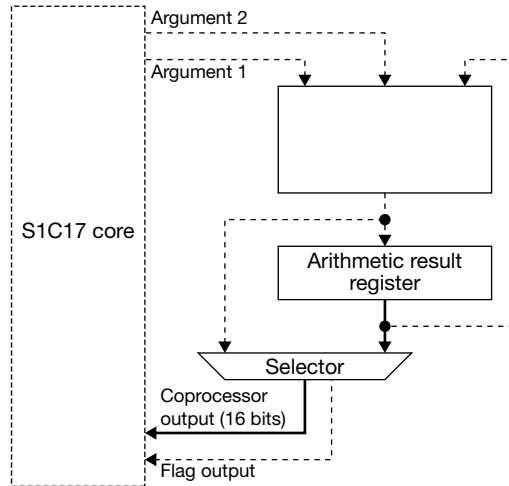 Argument 2
Argument 1
S1C17 core
Arithmetic result
register
Selector
Coprocessor
output (16 bits)
Flag output